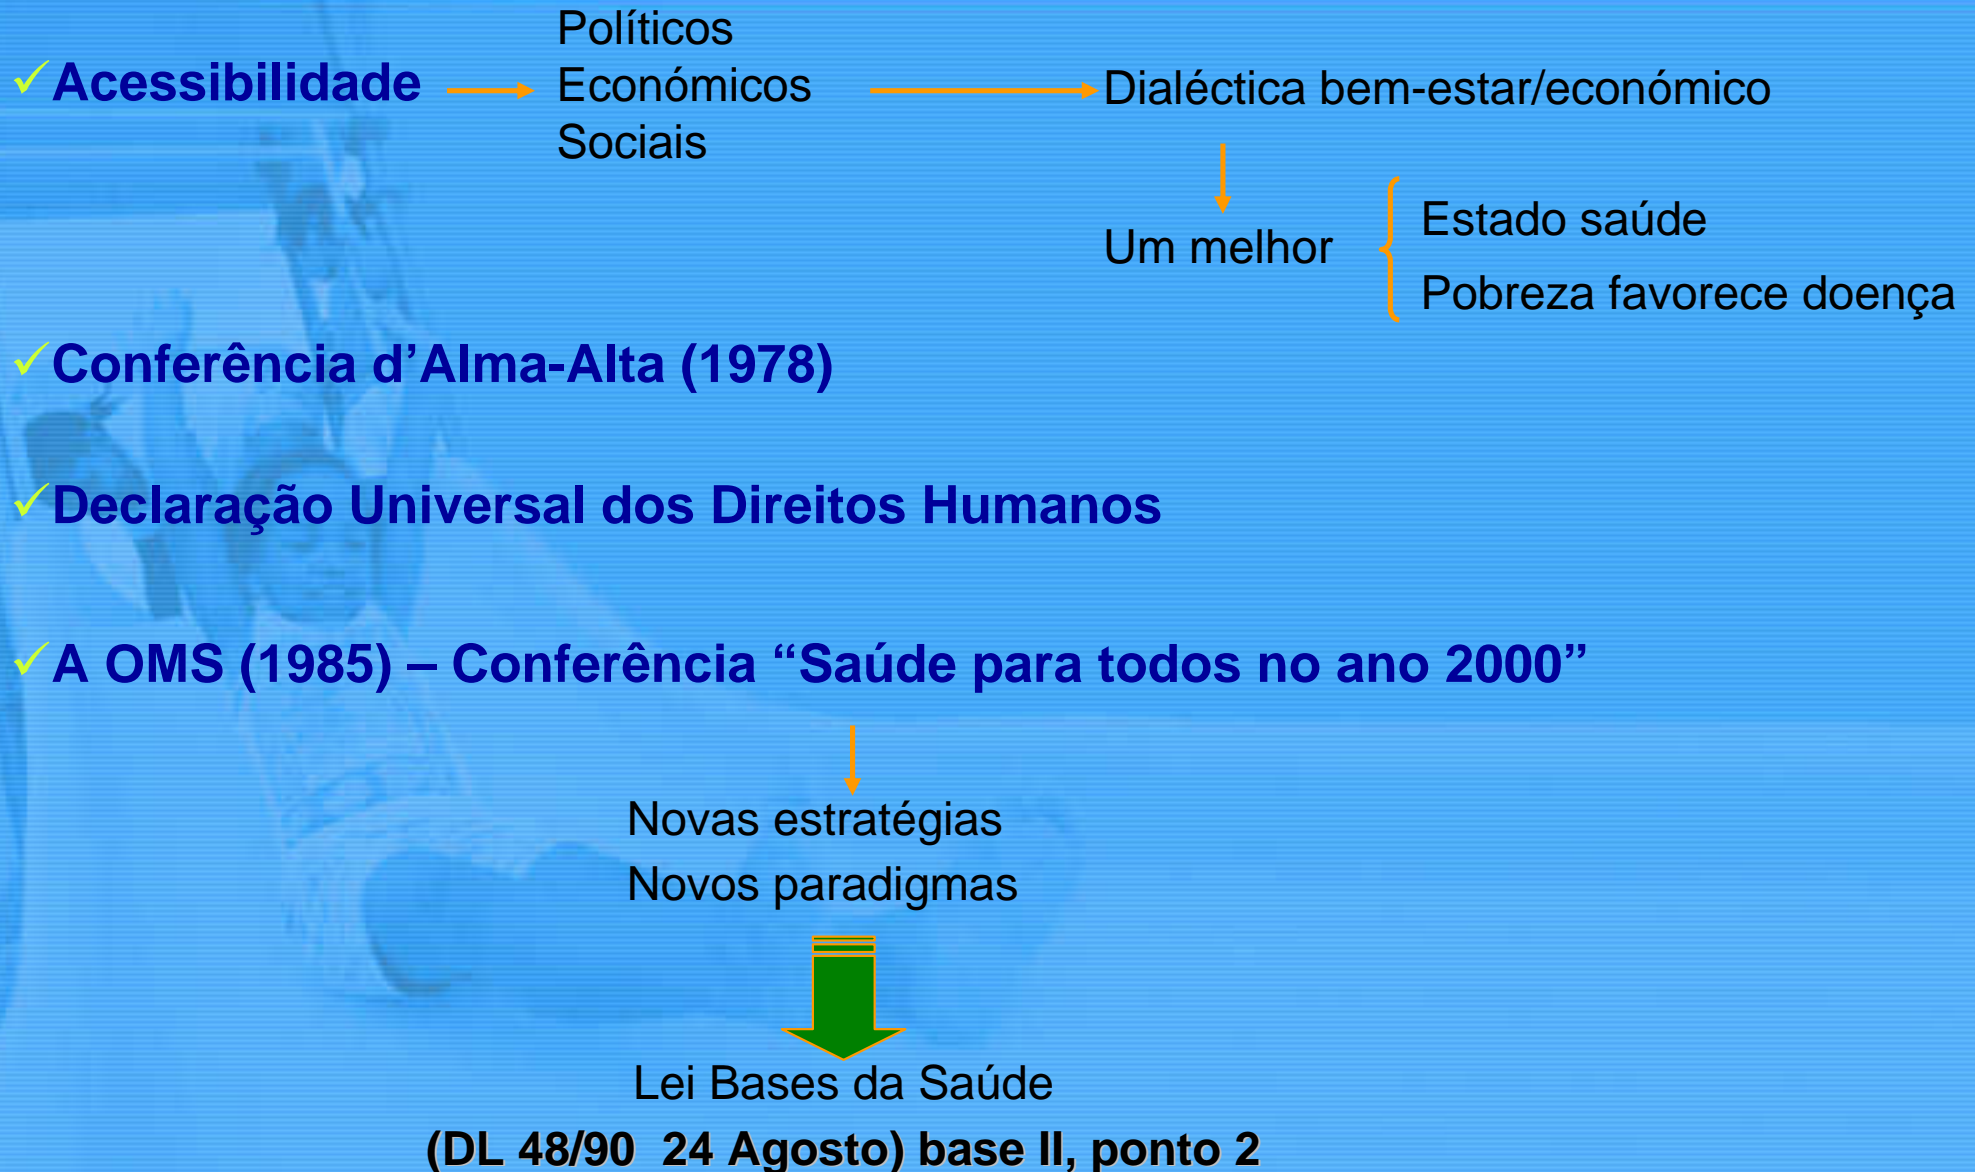 Políticos
✓Acessibilidade Económicos Dialéctica bem-estar/económico
Sociais
Estado saúde
Um melhor
Pobreza favorece doença
✓Conferência d’Alma-Alta (1978)
✓Declaração Universal dos Direitos Humanos
✓A OMS (1985) – Conferência “Saúde para todos no ano 2000”
Novas estratégias
Novos paradigmas
Lei Bases da Saúde
(DL 48/90 24 Agosto) base II, ponto 2